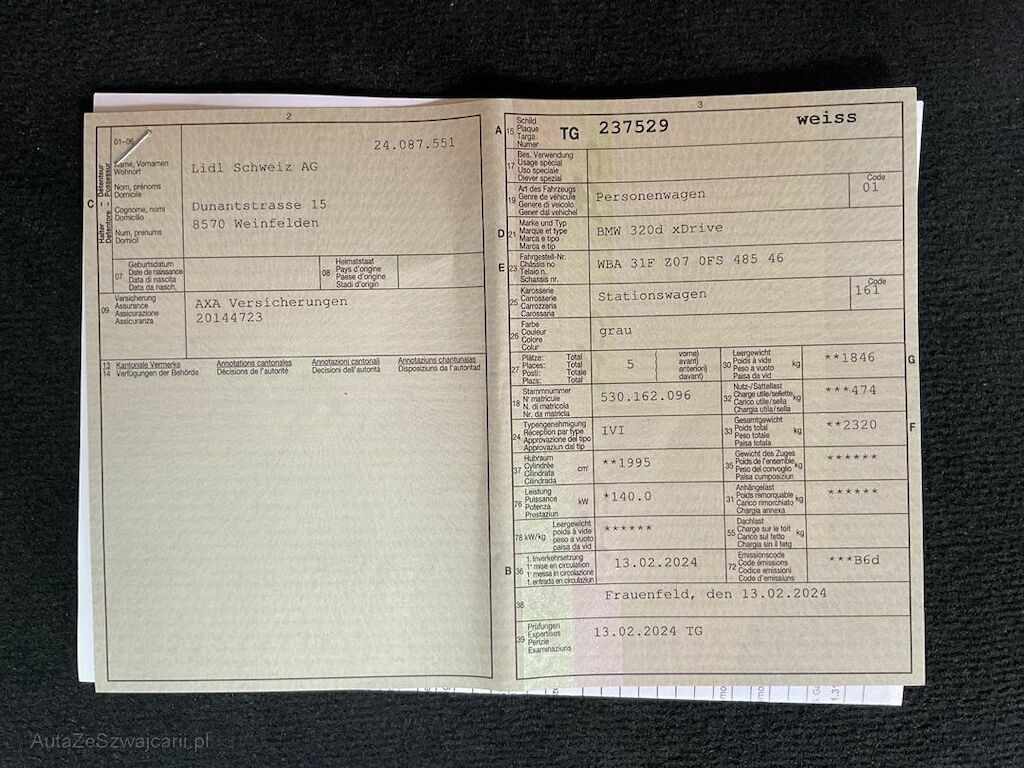 2
01-06
Name, Vornamen
Wohnort
Nom, prénoms
Domicile
Cognome, nomi
Domicilio
Num, prenums
Domicil
C
Halter - Détenteur
Detentore - Possessur
24.087.551
Lidl Schweiz AG
Dunantstrasse 15
8570 Weinfelden
07
Geburtsdatum
Date de naissance
Data di nascita
Data da nasch.
08
Heimatstaat
Pays d'origine
Paese d'origine
Stadi d'origin
09
Versicherung
Assurance
Assicurazione
Assicuranza
AXA Versicherungen
20144723
13 Kantonale Vermerke Annotations cantonales Annotazioni cantonali Annotaziuns chantunalas
14 Verfügungen der Behörde Décisions de l'autorité Decisioni dell'autorità Disposiziuns da l'autoritad
3
A 15
Schild
Plaque
Targa
Numer
TG 237529 weiss
17
Bes. Verwendung
Usage spécial
Uso speciale
Diever spezial
19
Art des Fahrzeugs
Genre de véhicule
Genere di veicolo
Gener dal vehichel
Personenwagen
Code
01
D 21
Marke und Typ
Marque et type
Marca e tipo
Marca e tip
BMW 320d xDrive
E 23
Fahrgestell-Nr.
Châssis no
Telaio n.
Schassis nr.
WBA 31F Z07 0FS 485 46
25
Karosserie
Carrosserie
Carrozzeria
Carossaria
Stationswagen
Code
161
26
Farbe
Couleur
Colore
Colur
grau
27
Plätze: Total
Places: Total
Posti: Totale
Plazs: Total
5
( vorne)
avant)
anteriori)
davant)
30
Leergewicht
Poids à vide
Peso a vuoto
Paisa da vid
kg
**1846
G
18
Stammnummer
N° matricule
N. di matricola
Nr. da matricla
530.162.096
32
Nutz-/Sattellast
Charge utile/sellette
Carico utile/sella
Chargia utila/sella
kg
***474
24
Typengenehmigung
Réception par type
Approvazione del tipo
Approvaziun dal tip
IVI
33
Gesamtgewicht
Poids total
Peso totale
Paisa totala
kg
**2320
F
37
Hubraum
Cylindrée
Cilindrata
Cilindrada
cm³
**1995
35
Gewicht des Zuges
Poids de l'ensemble
Peso del convoglio
Paisa cumposiziun
kg
******
76
Leistung
Puissance
Potenza
Prestaziun
kW
*140.0
31
Anhängelast
Poids remorquable
Carico rimorchiato
Chargia annexa
kg
******
78 kW/kg
Leergewicht
poids à vide
peso a vuoto
paisa da vid
******
55
Dachlast
Charge sur le toit
Carico sul tetto
Chargia sin il tetg
kg
B 36
1. Inverkehrsetzung
1re mise en circulation
1a messa in circolazione
1. entrada en circulaziun
13.02.2024
72
Emissionscode
Code émissions
Codice emissioni
Code d'emissiuns
***B6d
38
Frauenfeld, den 13.02.2024
39
Prüfungen
Expertises
Perizie
Examinaziuns
13.02.2024 TG
AutaZeSzwajcarii.pl